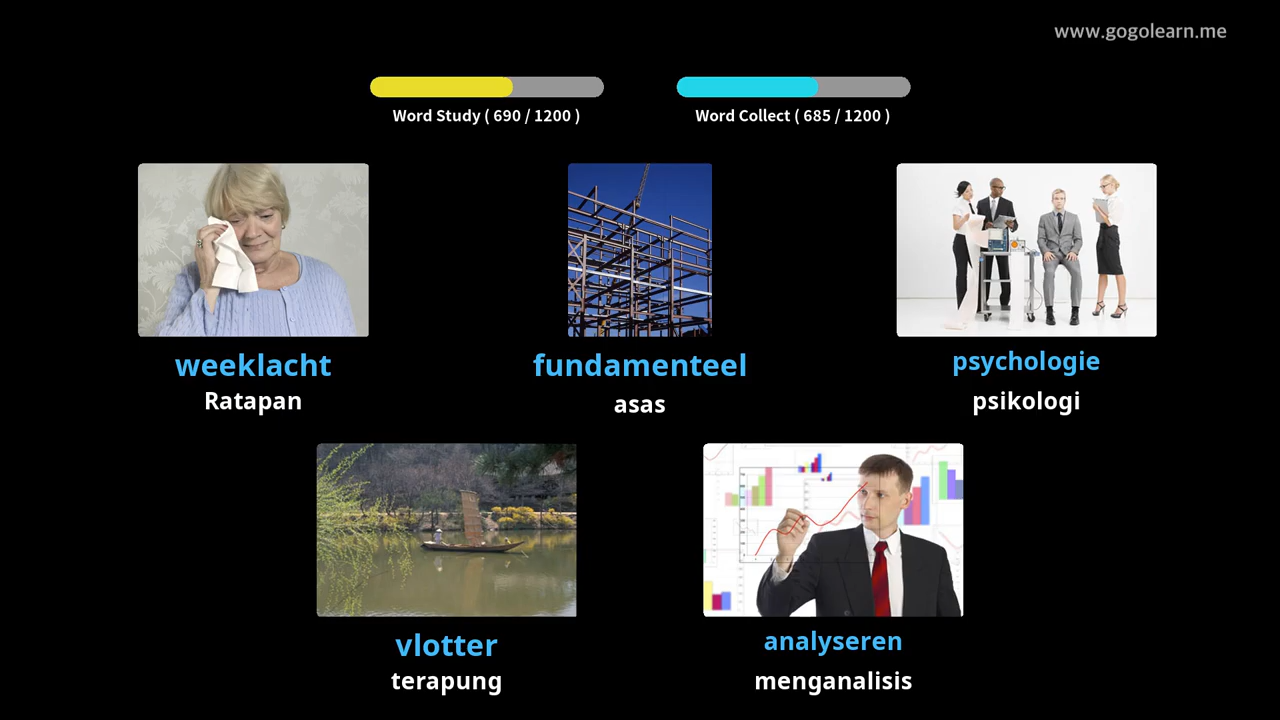 www.gogolearn.me
Word Study ( 690 / 1200 )
Word Collect ( 685 / 1200 )
weeklacht
Ratapan
fundamenteel
asas
psychologie
psikologi
vlotter
terapung
analyseren
menganalisis